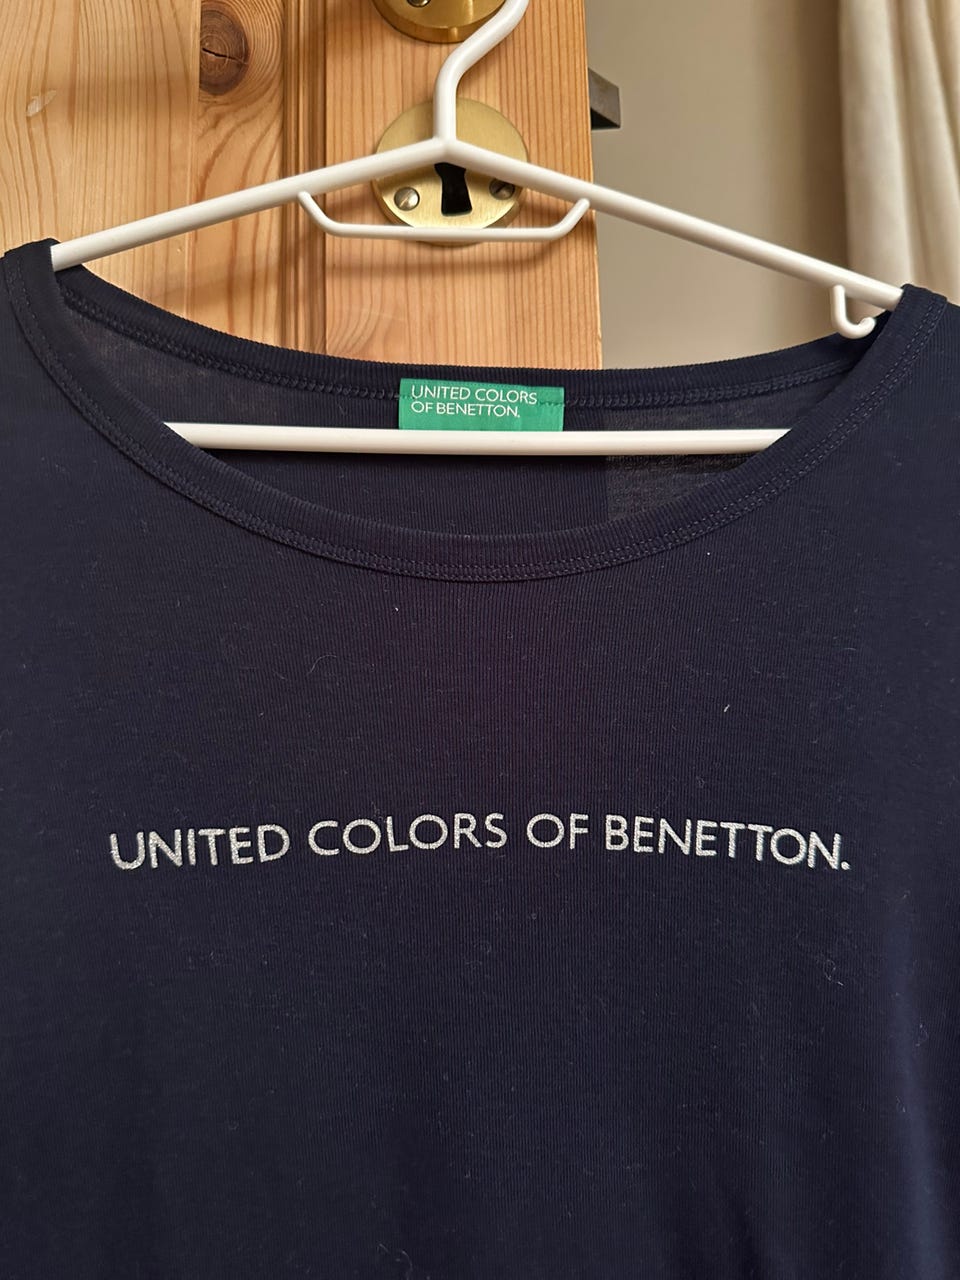 UNITED COLORS
OF BENETTON.
UNITED COLORS OF BENETTON.